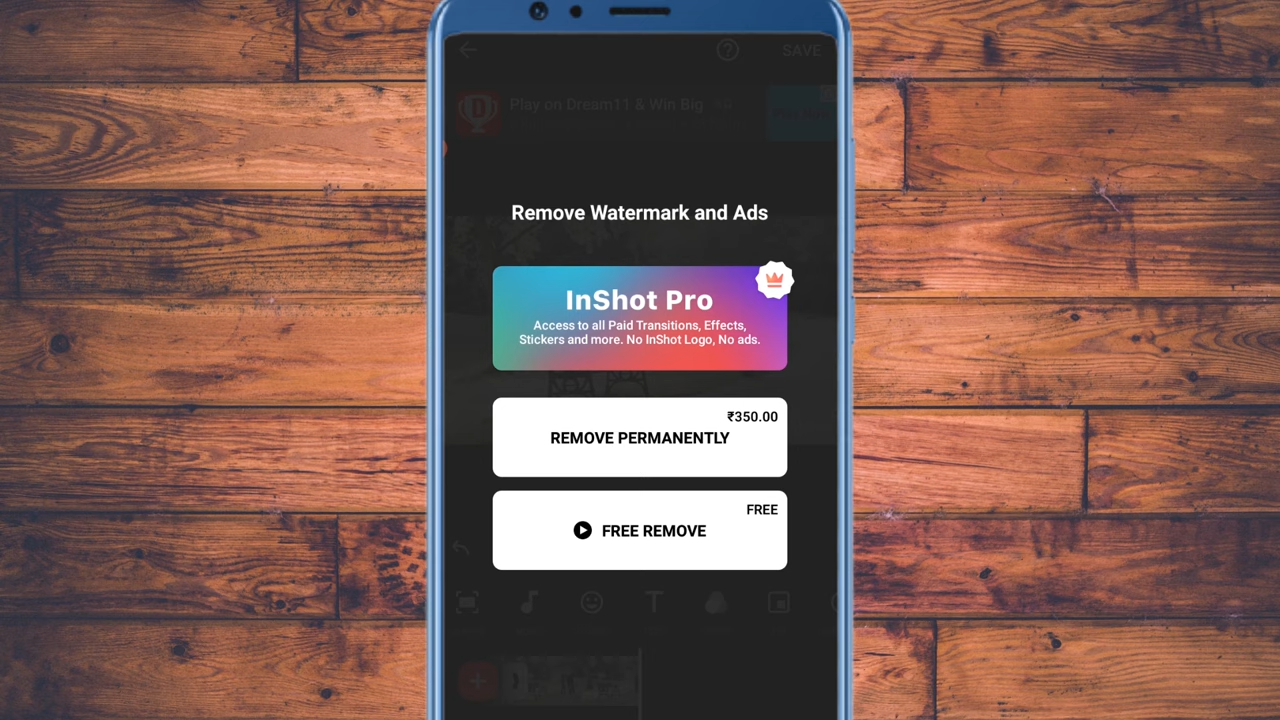 SAVE
Play on Dream11 & Win Big
Remove Watermark and Ads
InShot Pro
Access to all Paid Transitions, Effects,
Stickers and more. No InShot Logo, No ads.
₹350.00
REMOVE PERMANENTLY
FREE
FREE REMOVE